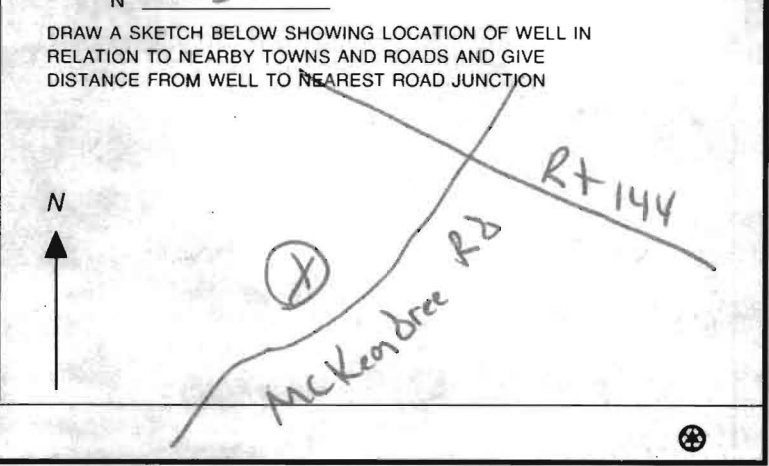 N
DRAW A SKETCH BELOW SHOWING LOCATION OF WELL IN
RELATION TO NEARBY TOWNS AND ROADS AND GIVE
DISTANCE FROM WELL TO NEAREST ROAD JUNCTION
Rt 144
N
X
McKendree Rd